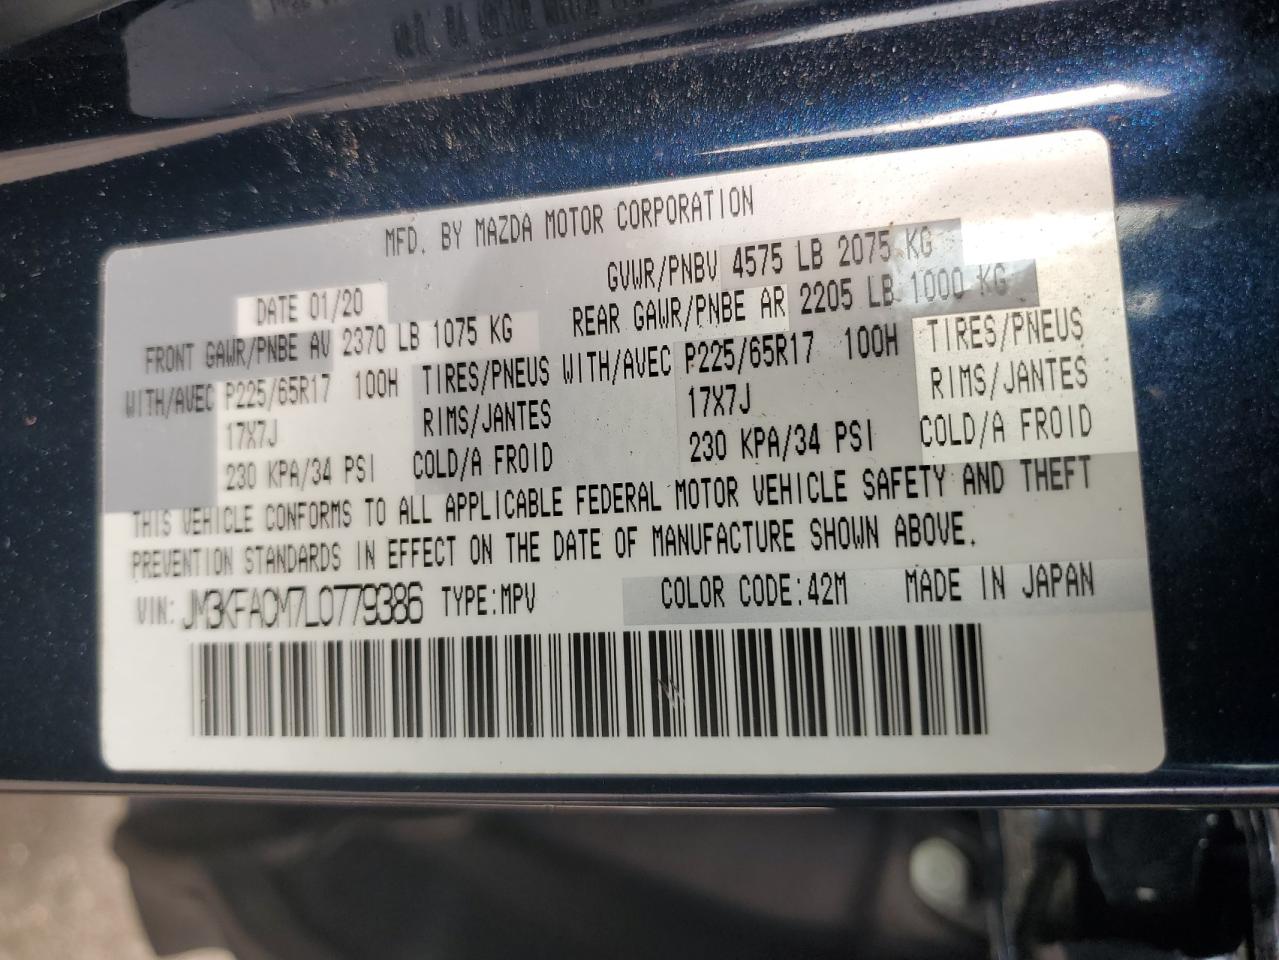 MFD. BY MAZDA MOTOR CORPORATION
DATE 01/20 GVWR/PNBV 4575 LB 2075 KG
FRONT GAWR/PNBE AV 2370 LB 1075 KG REAR GAWR/PNBE AR 2205 LB 1000 KG
WITH/AVEC P225/65R17 100H TIRES/PNEUS WITH/AVEC P225/65R17 100H TIRES/PNEUS
17X7J RIMS/JANTES 17X7J RIMS/JANTES
230 KPA/34 PSI COLD/A FROID 230 KPA/34 PSI COLD/A FROID
THIS VEHICLE CONFORMS TO ALL APPLICABLE FEDERAL MOTOR VEHICLE SAFETY AND THEFT
PREVENTION STANDARDS IN EFFECT ON THE DATE OF MANUFACTURE SHOWN ABOVE.
VIN: JM3KFACM7L0779386 TYPE:MPV COLOR CODE:42M MADE IN JAPAN